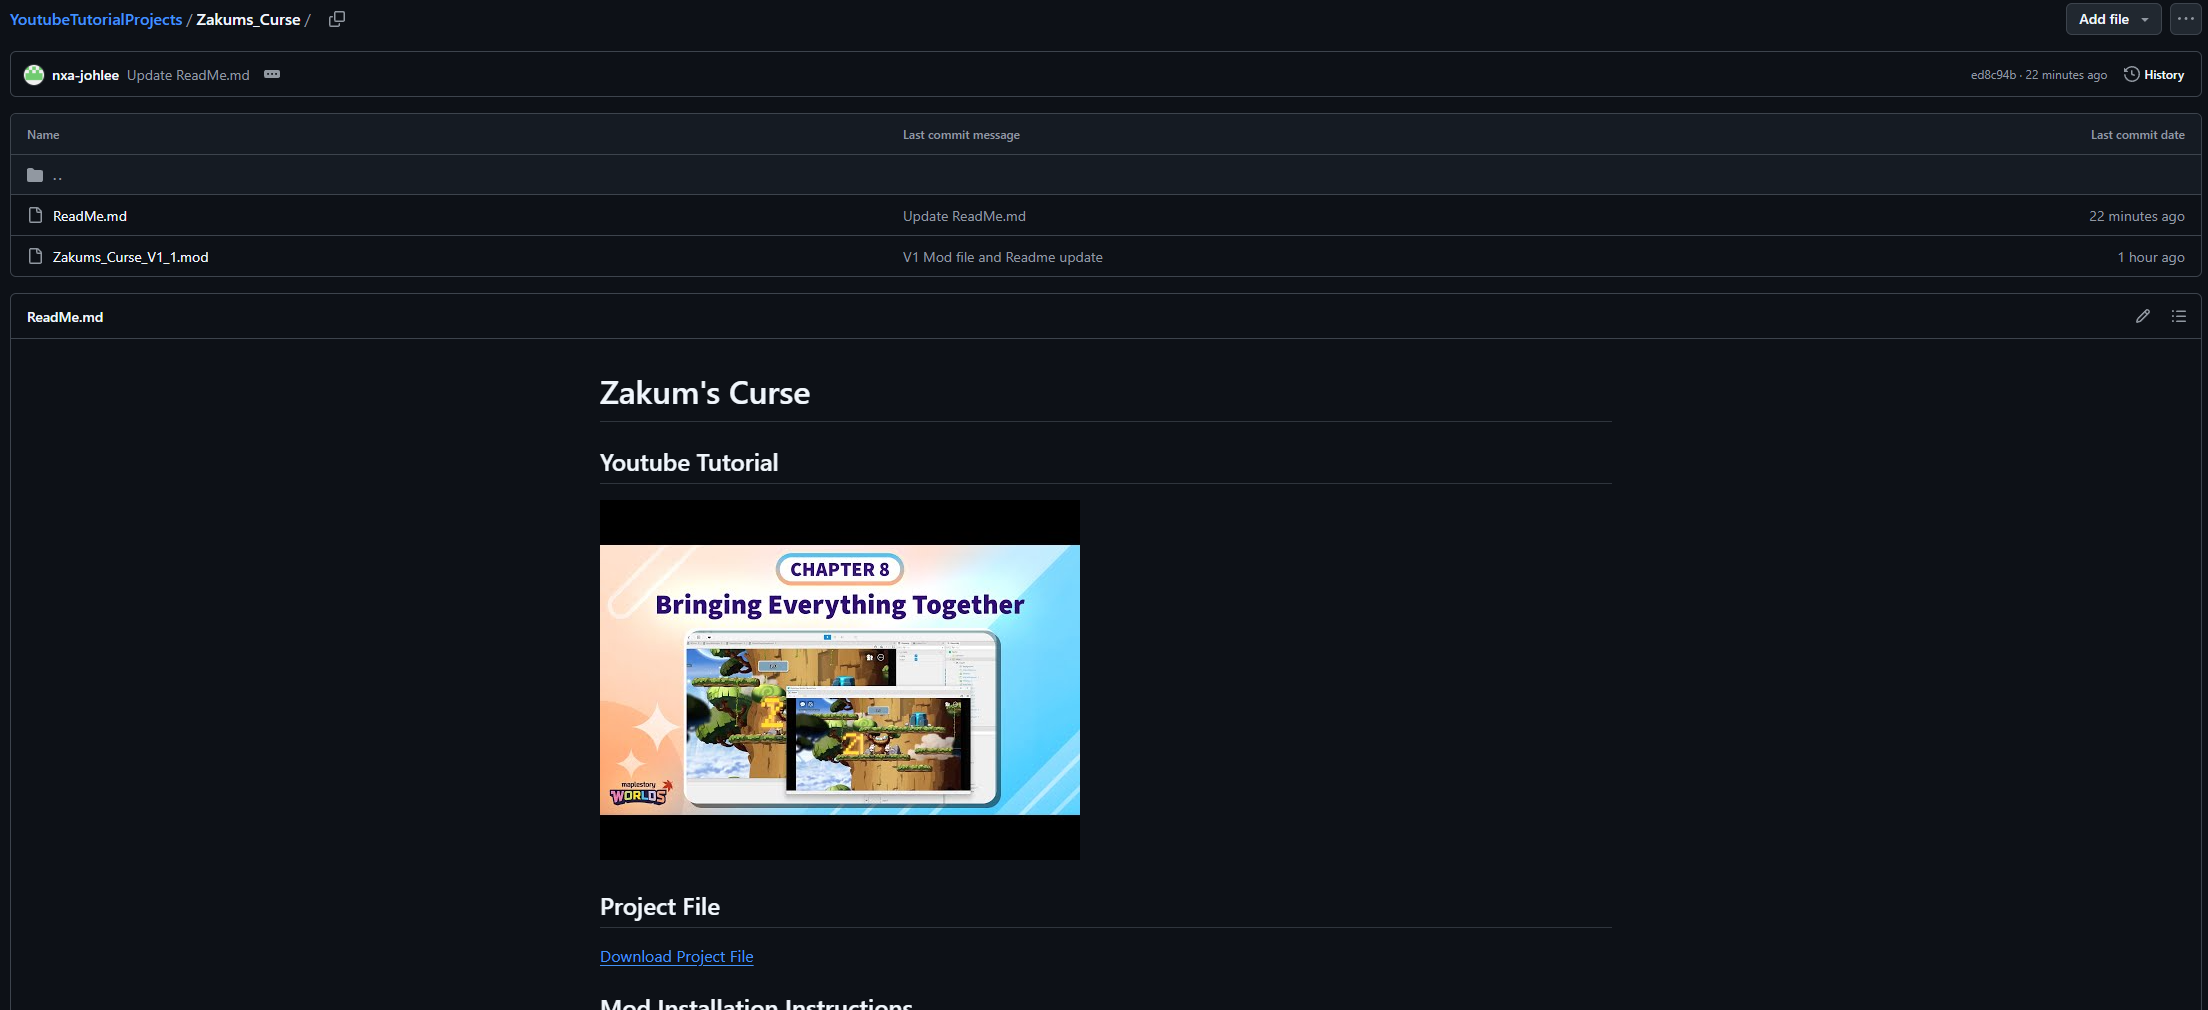 YoutubeTutorialProjects / Zakums_Curse /
Add file
nxa-johlee Update ReadMe.md
ed8c94b · 22 minutes ago
History
Name Last commit message Last commit date
..
ReadMe.md Update ReadMe.md 22 minutes ago
Zakums_Curse_V1_1.mod V1 Mod file and Readme update 1 hour ago
ReadMe.md
Zakum's Curse
Youtube Tutorial
CHAPTER 8
Bringing Everything Together
maplestory
WORLDS
Project File
Download Project File
Mod Installation Instructions